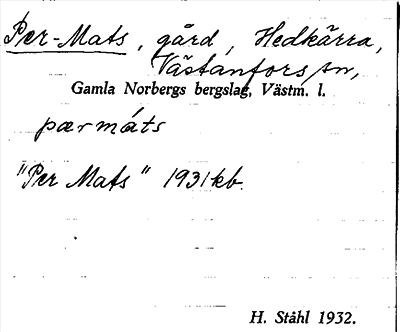 Per-Mats, gård, Hedkärra,
Västanfors sn,
Gamla Norbergs bergslag, Västm. l.
pærmáts
"Per Mats" 1931 kb.
H. Ståhl 1932.